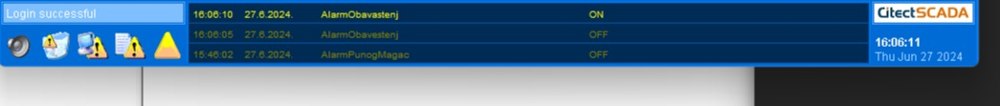 Login successful
16:06:10 27.6.2024. AlarmObavastenj ON
16:06:05 27.6.2024. AlarmObavestenj OFF
15:46:02 27.6.2024. AlarmPunogMagac OFF
CitectSCADA
16:06:11
Thu Jun 27 2024